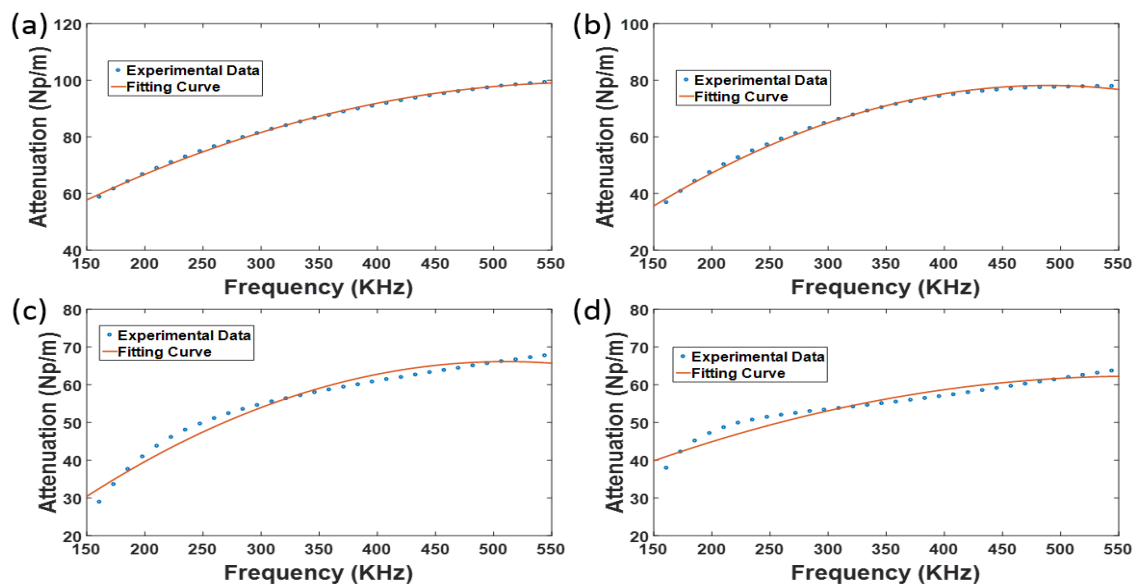 (a)
120
100
80
60
40
Attenuation (Np/m)
Experimental Data
Fitting Curve
150 200 250 300 350 400 450 500 550
Frequency (KHz)
(b)
100
80
60
40
20
Attenuation (Np/m)
Experimental Data
Fitting Curve
150 200 250 300 350 400 450 500 550
Frequency (KHz)
(c)
80
70
60
50
40
30
20
Attenuation (Np/m)
Experimental Data
Fitting Curve
150 200 250 300 350 400 450 500 550
Frequency (KHz)
(d)
80
70
60
50
40
30
20
Attenuation (Np/m)
Experimental Data
Fitting Curve
150 200 250 300 350 400 450 500 550
Frequency (KHz)